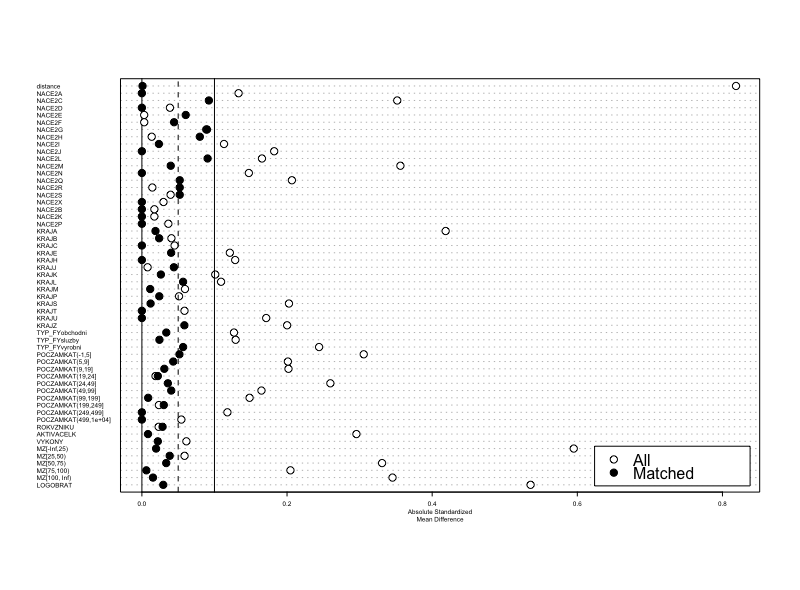 distance
NACE2A
NACE2C
NACE2D
NACE2E
NACE2F
NACE2G
NACE2H
NACE2I
NACE2J
NACE2L
NACE2M
NACE2N
NACE2Q
NACE2R
NACE2S
NACE2X
NACE2B
NACE2K
NACE2P
KRAJA
KRAJB
KRAJC
KRAJE
KRAJH
KRAJJ
KRAJK
KRAJL
KRAJM
KRAJP
KRAJS
KRAJT
KRAJU
KRAJZ
TYP_FYobchodni
TYP_FYsluzby
TYP_FYvyrobni
POCZAMKAT(-1,5]
POCZAMKAT(5,9]
POCZAMKAT(9,19]
POCZAMKAT(19,24]
POCZAMKAT(24,49]
POCZAMKAT(49,99]
POCZAMKAT(99,199]
POCZAMKAT(199,249]
POCZAMKAT(249,499]
POCZAMKAT(499,1e+04]
ROKVZNIKU
AKTIVACELK
VYKONY
MZ[-Inf,25)
MZ[25,50)
MZ[50,75)
MZ[75,100)
MZ[100, Inf)
LOGOBRAT
All
Matched
0.0 0.2 0.4 0.6 0.8
Absolute Standardized
Mean Difference